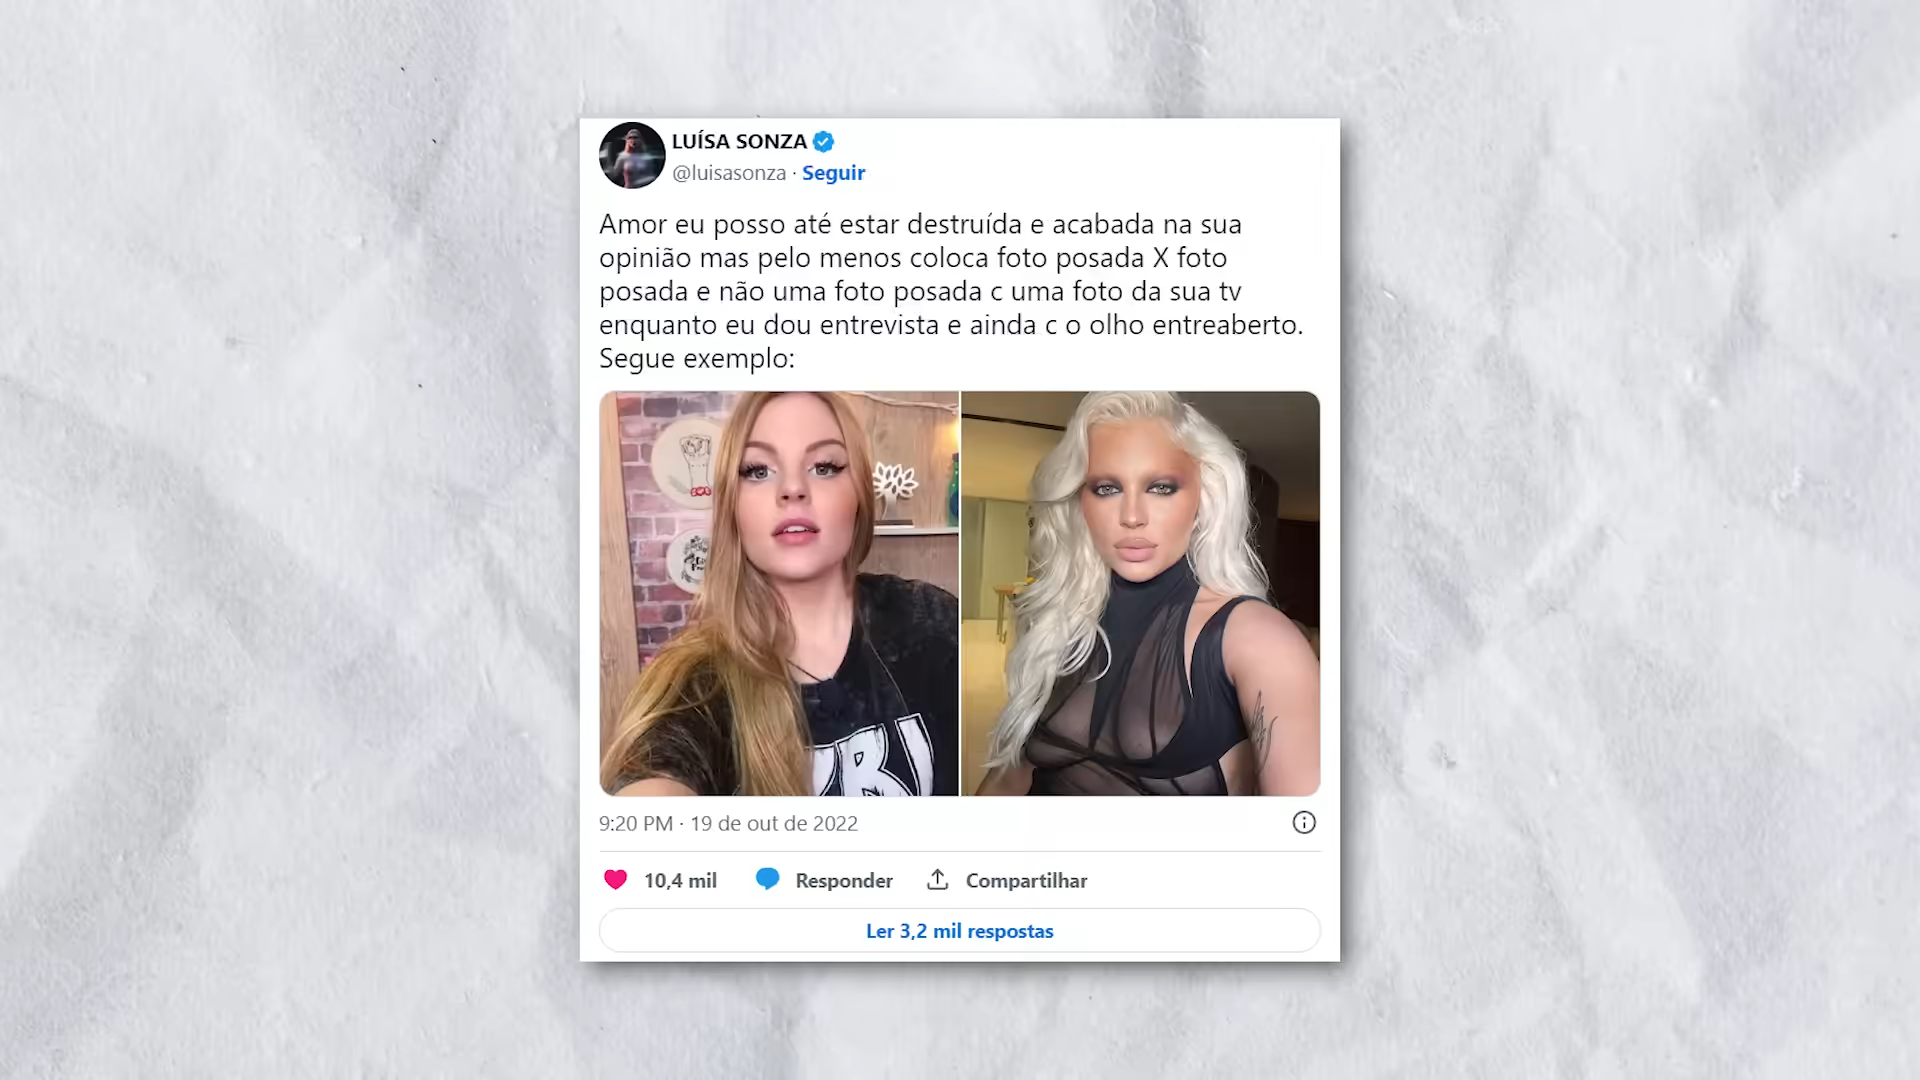 LUÍSA SONZA
@luisasonza · Seguir
Amor eu posso até estar destruída e acabada na sua
opinião mas pelo menos coloca foto posada X foto
posada e não uma foto posada c uma foto da sua tv
enquanto eu dou entrevista e ainda c o olho entreaberto.
Segue exemplo:
9:20 PM · 19 de out de 2022
10,4 mil Responder Compartilhar
Ler 3,2 mil respostas